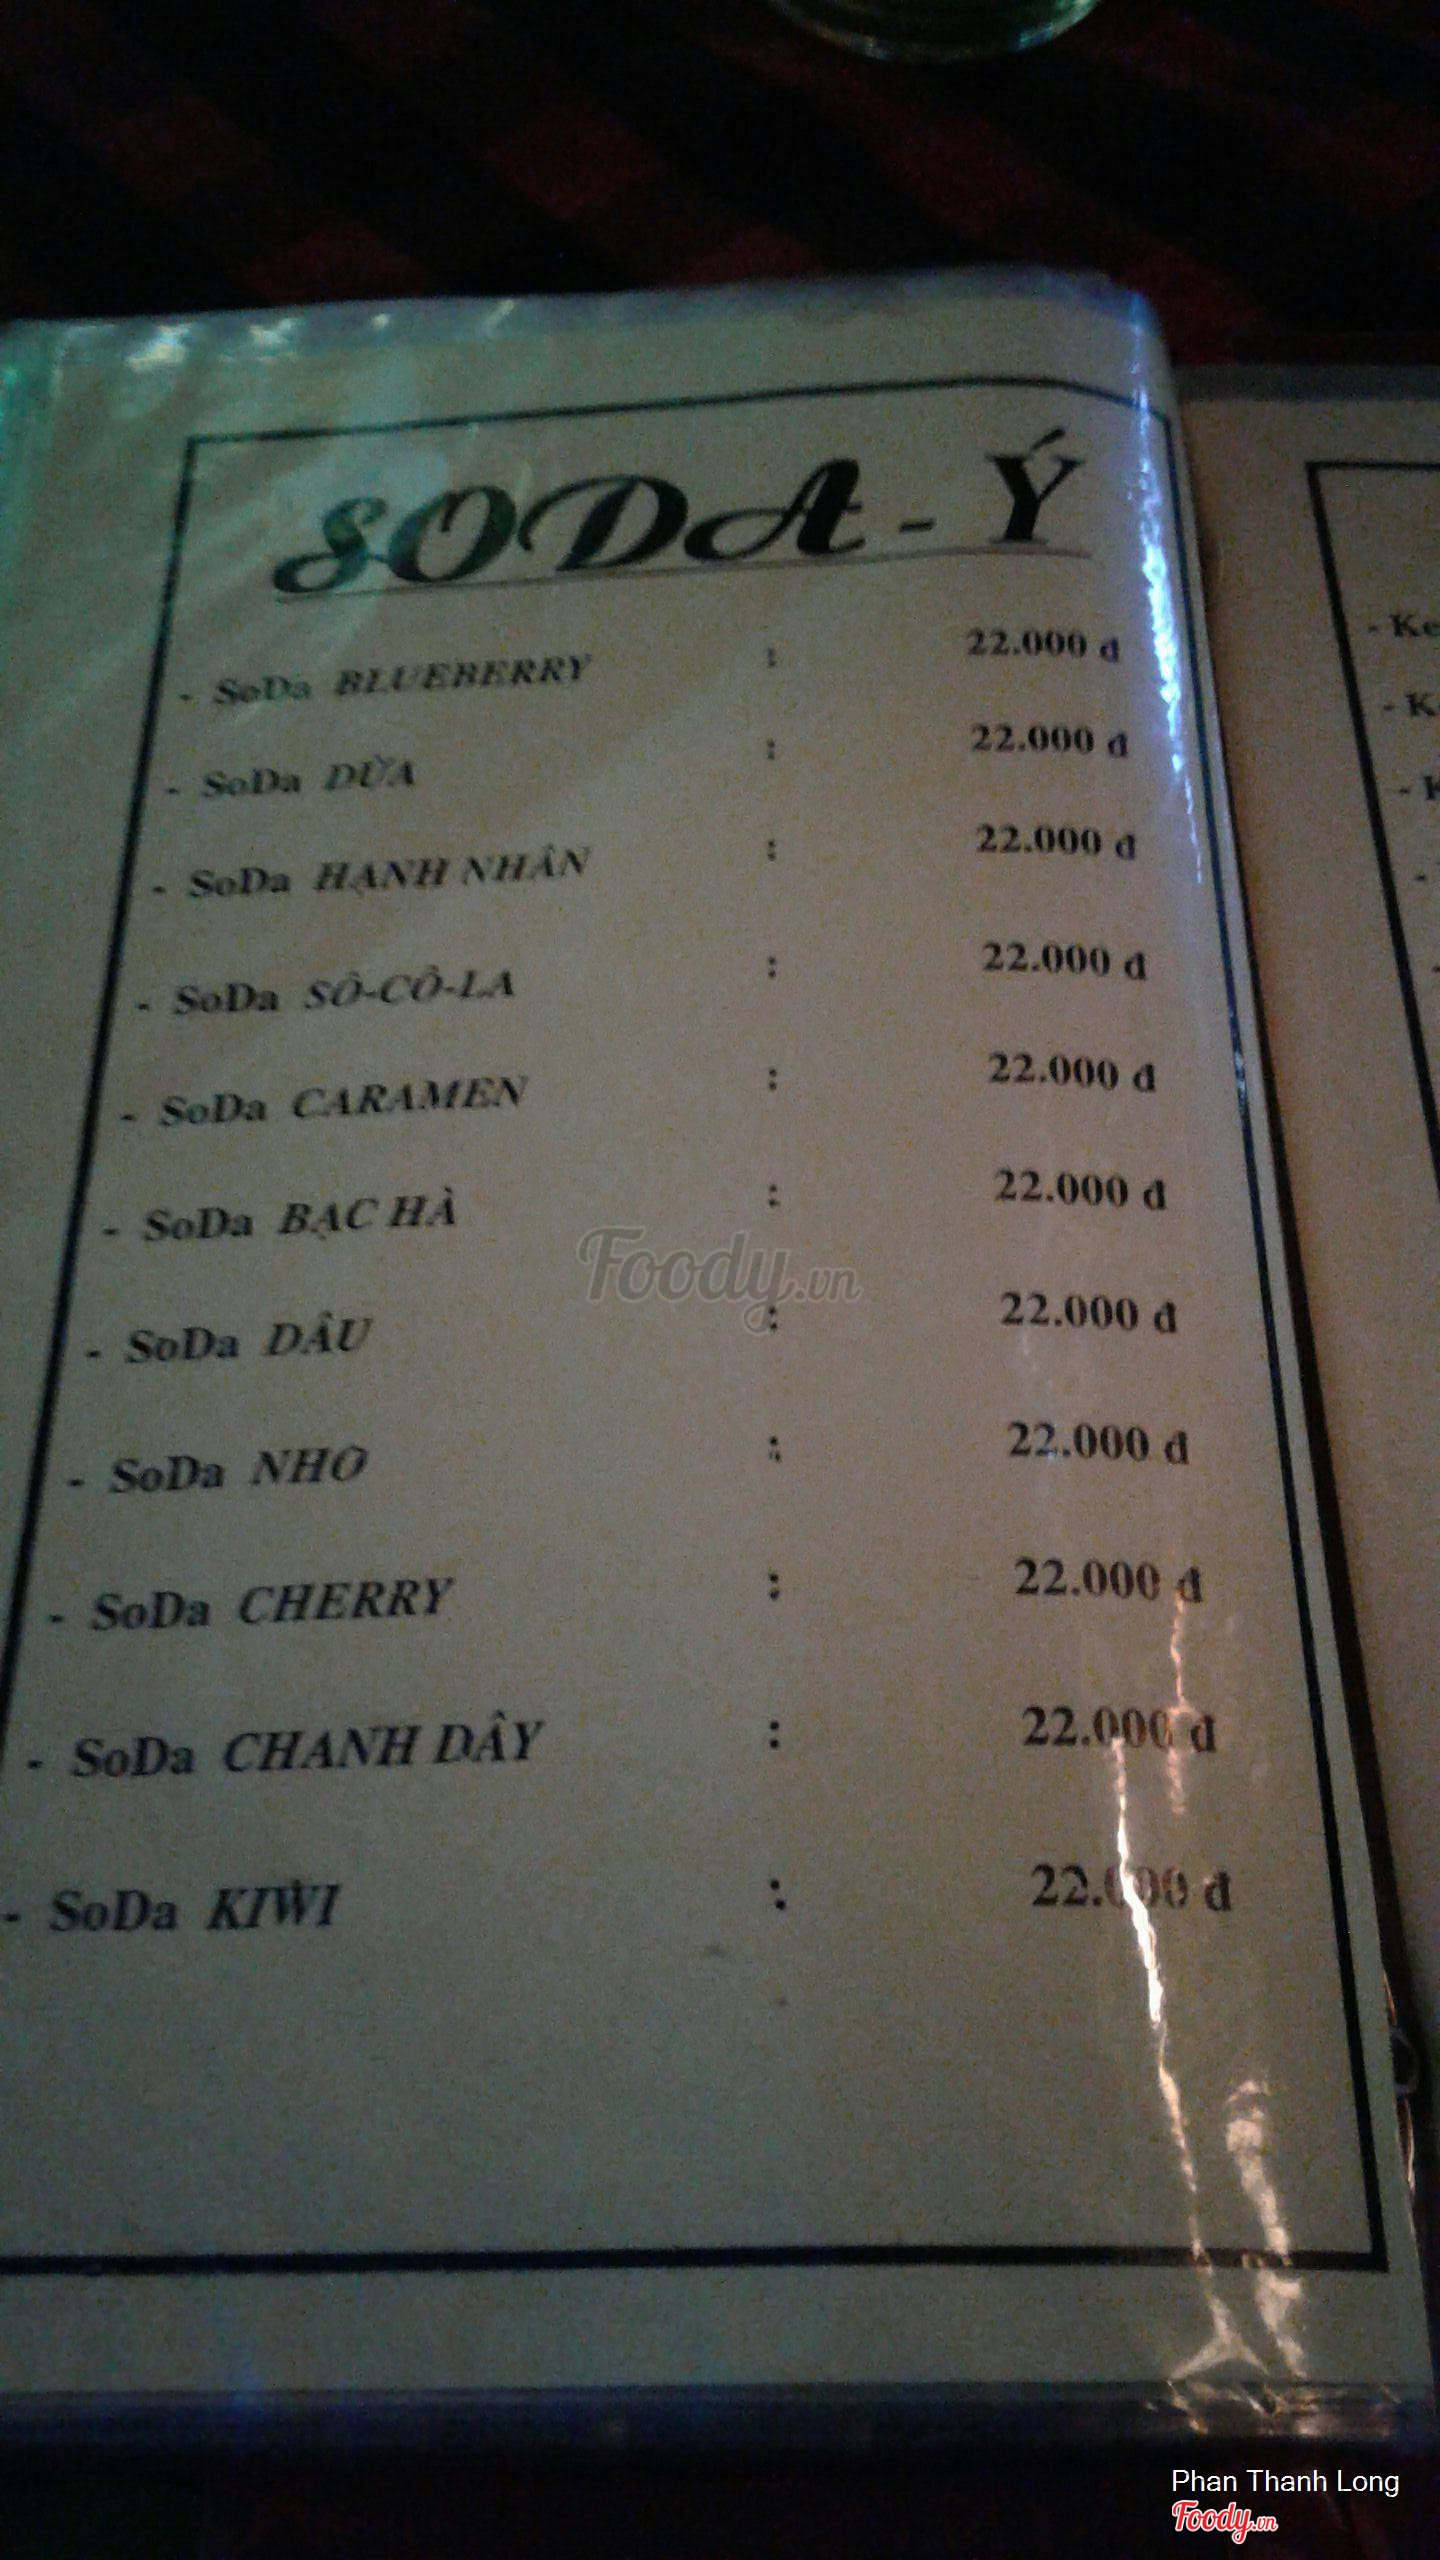 SODA - Ý
- SoDa BLUEBERRY : 22.000 đ
- SoDa DỪA : 22.000 đ
- SoDa HẠNH NHÂN : 22.000 đ
- SoDa SÔ-CÔ-LA : 22.000 đ
- SoDa CARAMEN : 22.000 đ
- SoDa BẠC HÀ : 22.000 đ
- SoDa DÂU : 22.000 đ
- SoDa NHO : 22.000 đ
- SoDa CHERRY : 22.000 đ
- SoDa CHANH DÂY : 22.000 đ
- SoDa KIWI : 22.000 đ
Foody.vn
Phan Thanh Long
Foody.vn